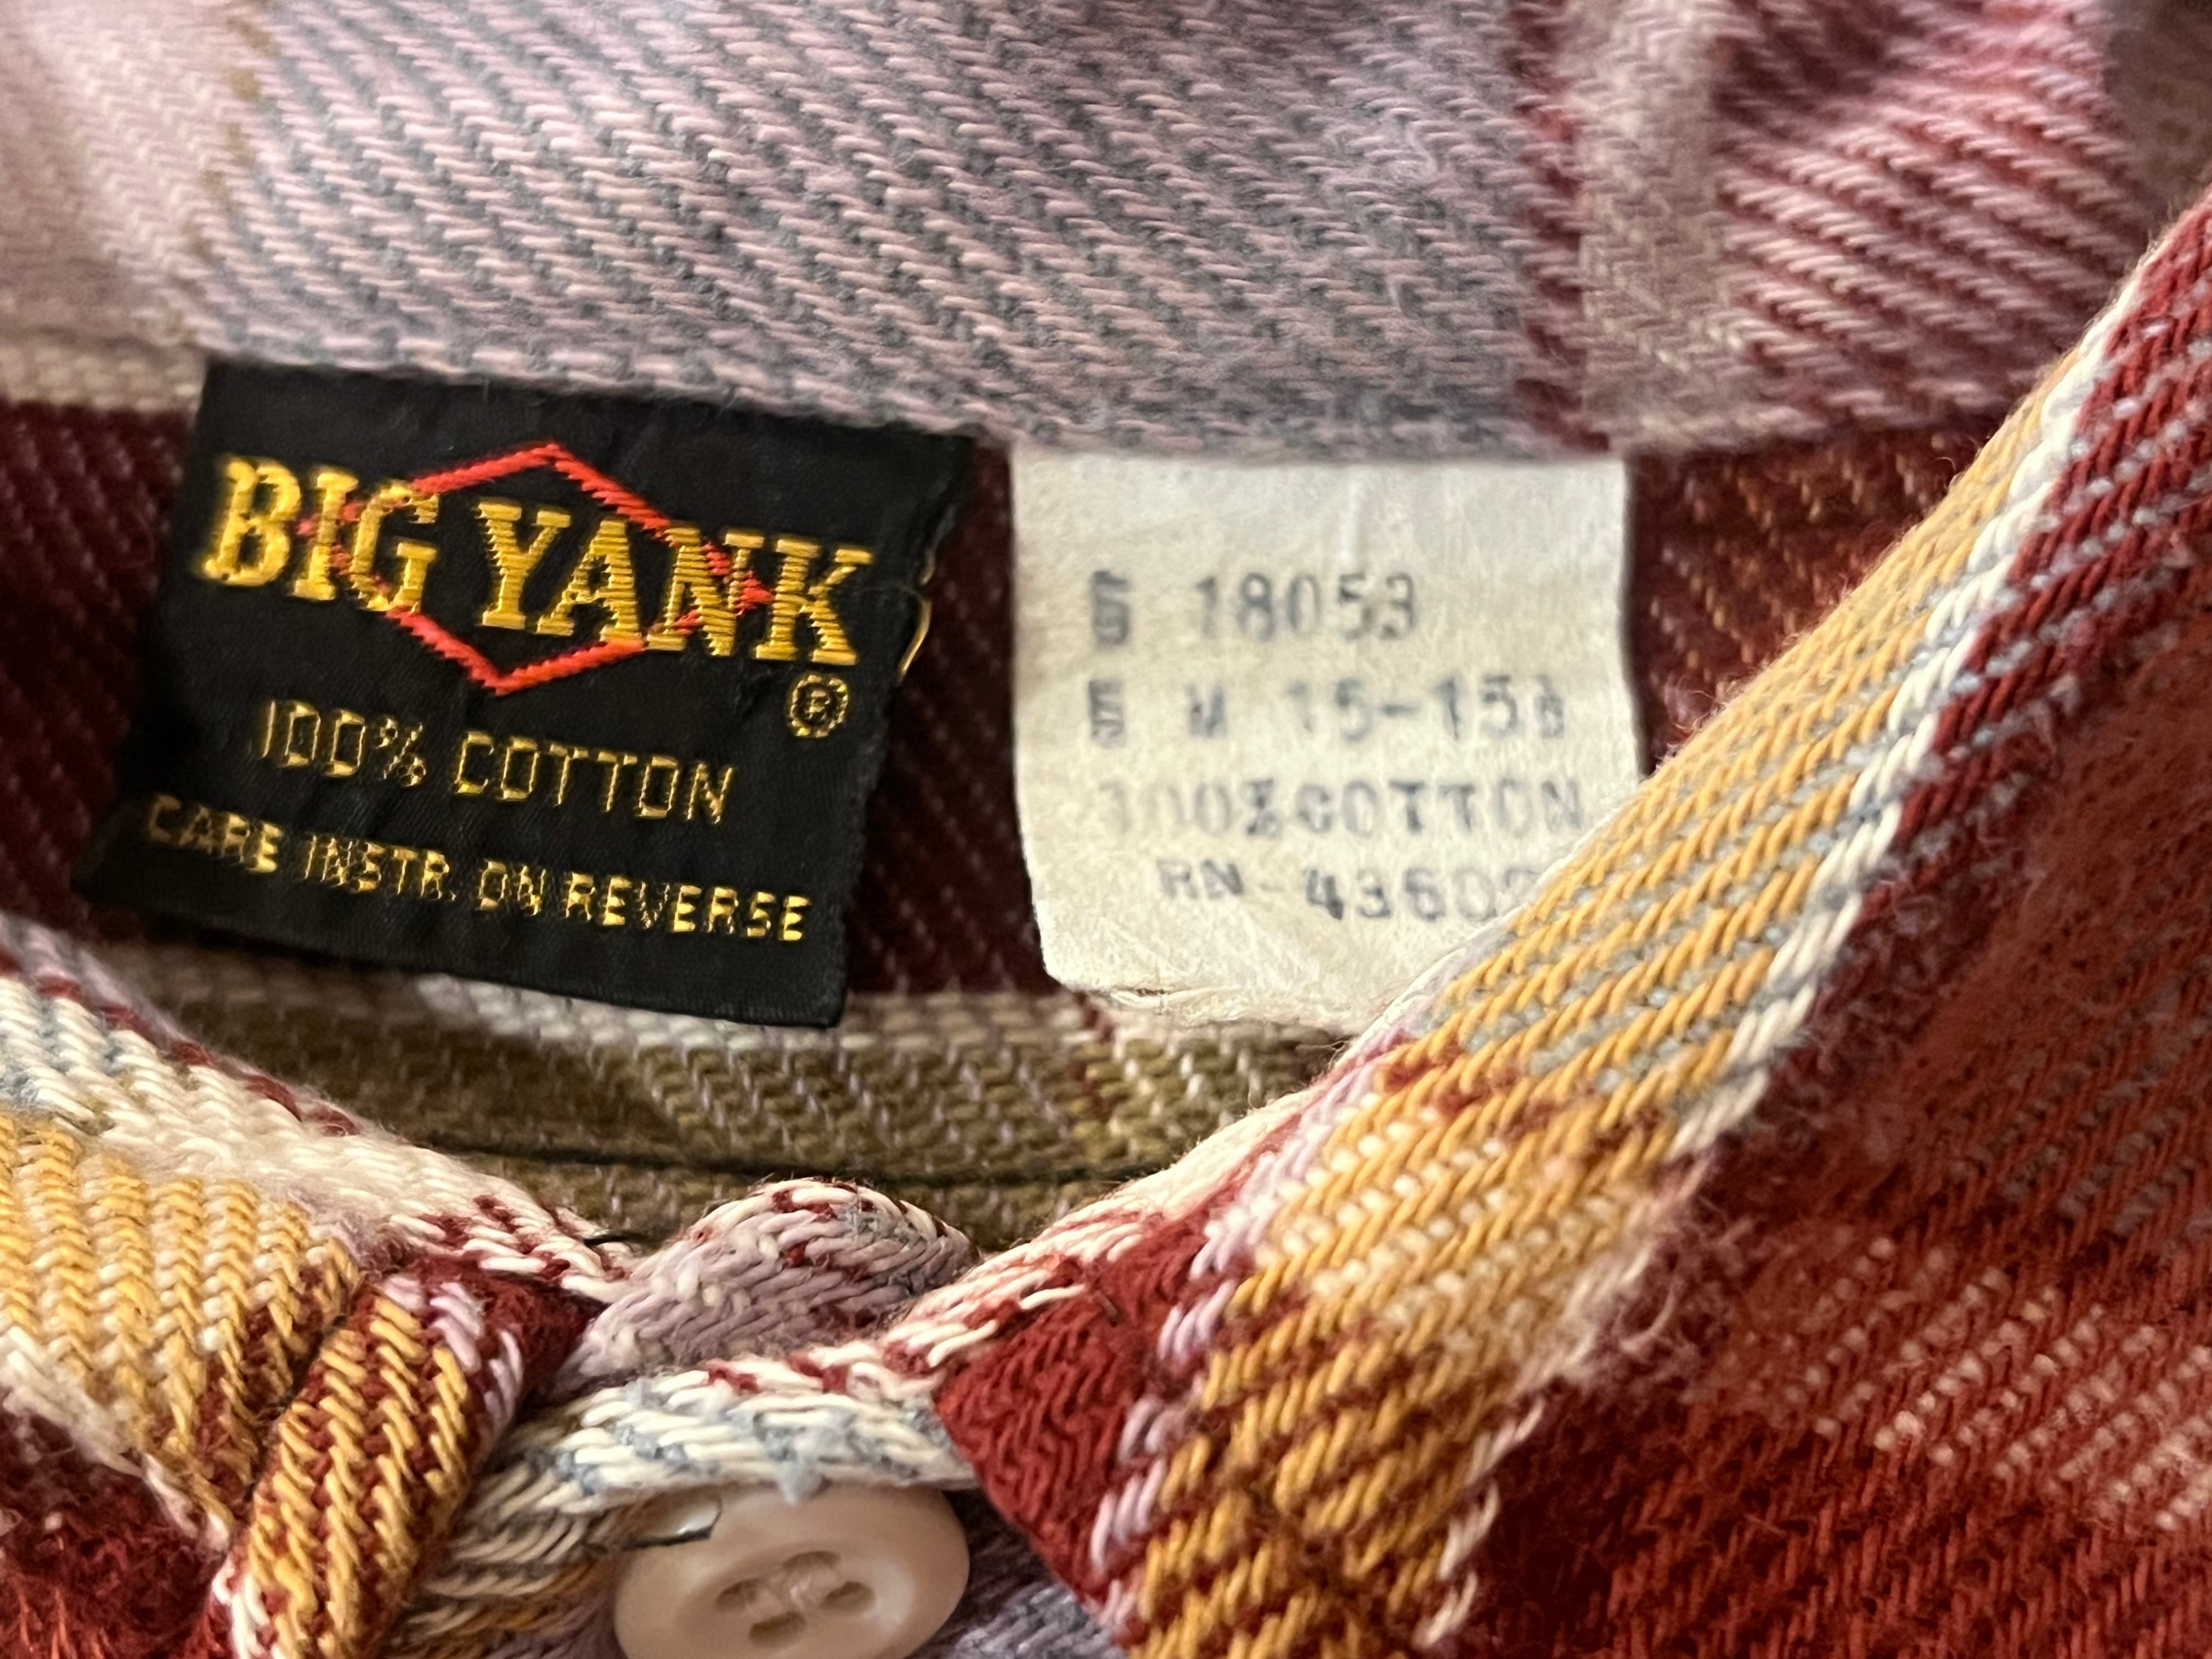 BIG YANK
®
100% COTTON
CARE INSTR. ON REVERSE
18053
M 15-15½
100%COTTON
RN-43602